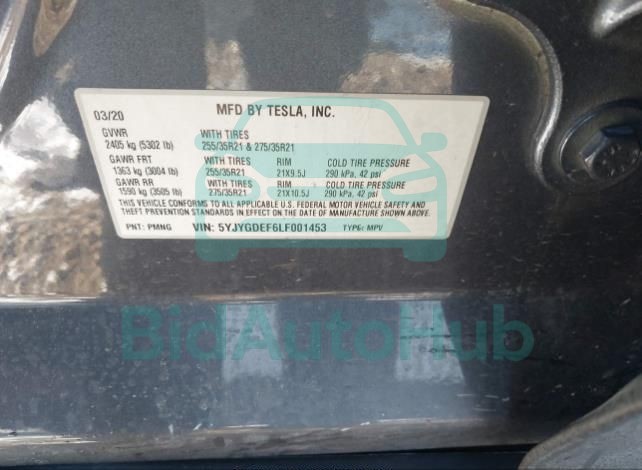 03/20 MFD BY TESLA, INC.
GVWR WITH TIRES
2405 kg (5302 lb) 255/35R21 & 275/35R21
GAWR FRT WITH TIRES RIM COLD TIRE PRESSURE
1363 kg (3004 lb) 255/35R21 21X9.5J 290 kPa, 42 psi
GAWR RR WITH TIRES RIM COLD TIRE PRESSURE
1590 kg (3505 lb) 275/35R21 21X10.5J 290 kPa, 42 psi
THIS VEHICLE CONFORMS TO ALL APPLICABLE U.S. FEDERAL MOTOR VEHICLE SAFETY AND
THEFT PREVENTION STANDARDS IN EFFECT ON THE DATE OF MANUFACTURE SHOWN ABOVE.
PNT: PMNG VIN: 5YJYGDEF6LF001453 TYPE: MPV
BidAutoHub